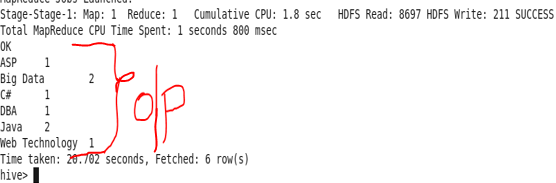 MapReduce Jobs Launched:
Stage-Stage-1: Map: 1  Reduce: 1   Cumulative CPU: 1.8 sec   HDFS Read: 8697 HDFS Write: 211 SUCCESS
Total MapReduce CPU Time Spent: 1 seconds 800 msec
OK
ASP     1
Big Data        2
C#      1
DBA     1
Java    2
Web Technology  1
o/p
Time taken: 20.702 seconds, Fetched: 6 row(s)
hive>